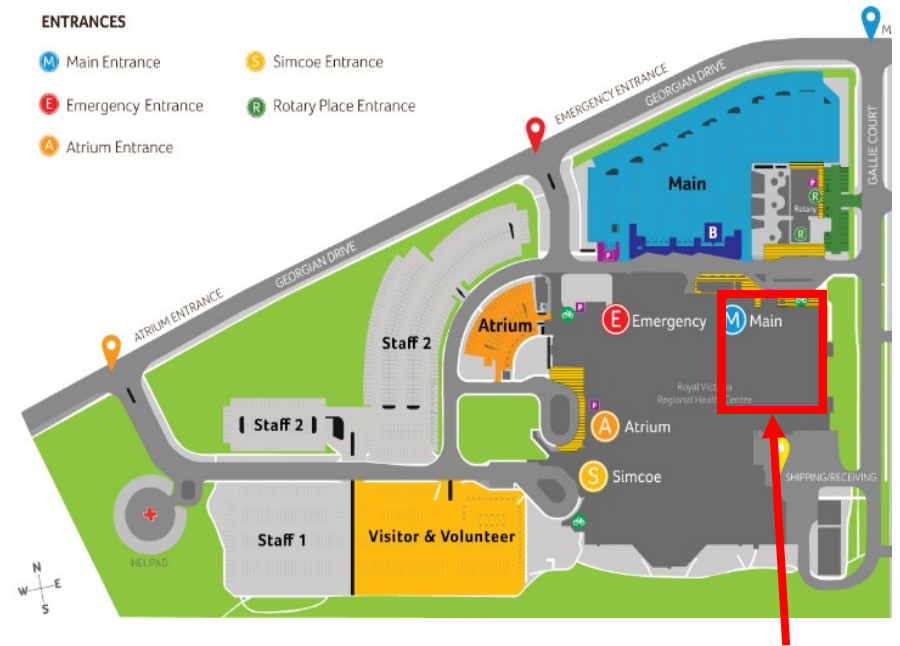 ENTRANCES
M Main Entrance
S Simcoe Entrance
E Emergency Entrance
R Rotary Place Entrance
A Atrium Entrance
M
EMERGENCY ENTRANCE
GEORGIAN DRIVE
GALLIE COURT
Main
P
R
Rotary
B
R
P
GEORGIAN DRIVE
ATRIUM ENTRANCE
Atrium
P
E Emergency
M Main
Staff 2
Royal Victoria
Regional Health Centre
P
A Atrium
Staff 2
S Simcoe
SHIPPING/RECEIVING
Staff 1
Visitor & Volunteer
HELIPAD
N
W E
S